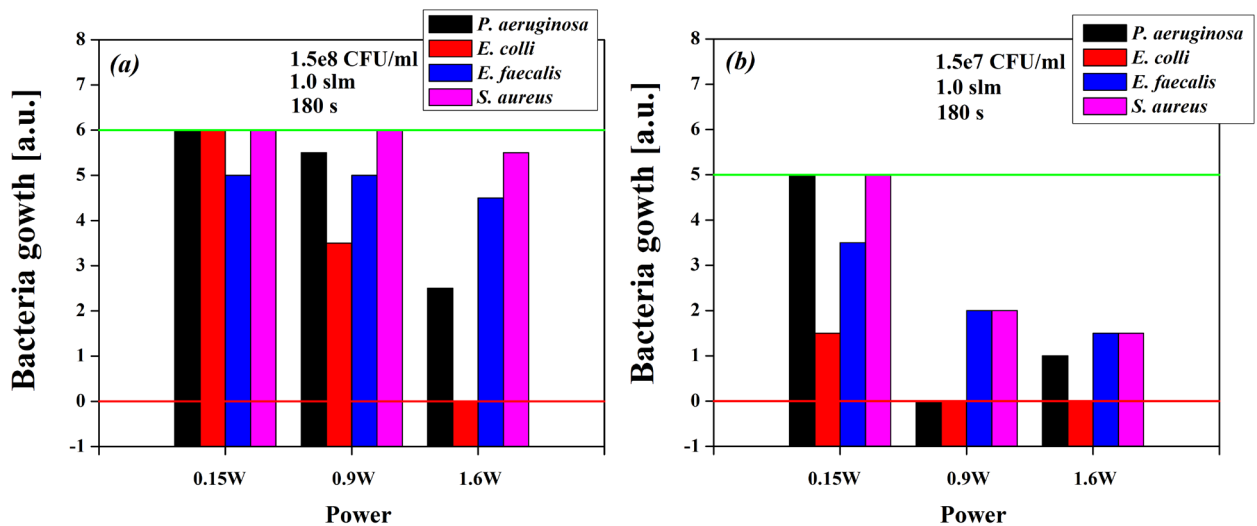 (a)
1.5e8 CFU/ml
1.0 slm
180 s
P. aeruginosa
E. colli
E. faecalis
S. aureus
Bacteria gowth [a.u.]
8
7
6
5
4
3
2
1
0
-1
0.15W 0.9W 1.6W
Power
(b)
1.5e7 CFU/ml
1.0 slm
180 s
P. aeruginosa
E. colli
E. faecalis
S. aureus
Bacteria gowth [a.u.]
8
7
6
5
4
3
2
1
0
-1
0.15W 0.9W 1.6W
Power